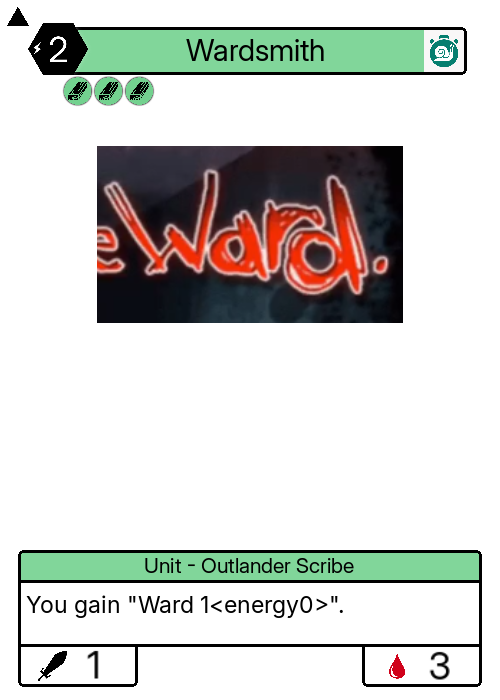 2
Wardsmith
e Ward.
Unit - Outlander Scribe
You gain "Ward 1<energy0>".
1
3